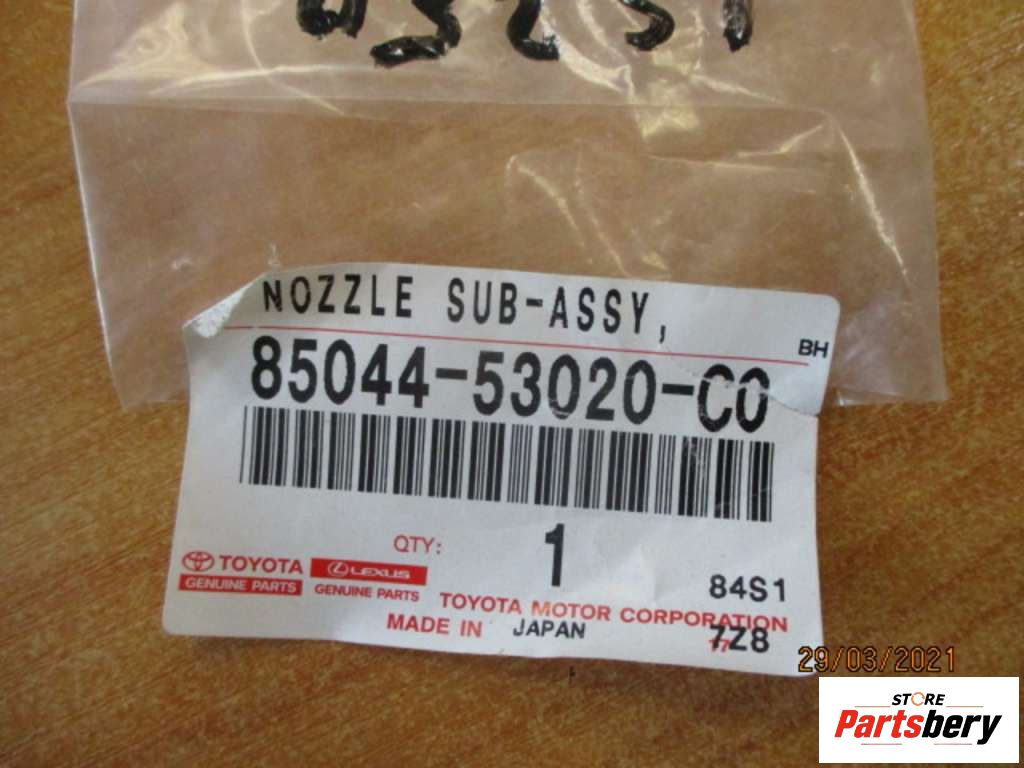 NOZZLE SUB-ASSY,
BH
85044-53020-C0
QTY: 1
TOYOTA
GENUINE PARTS
LEXUS
GENUINE PARTS
84S1
TOYOTA MOTOR CORPORATION
MADE IN JAPAN
7Z8
29/03/2021
STORE
Partsbery